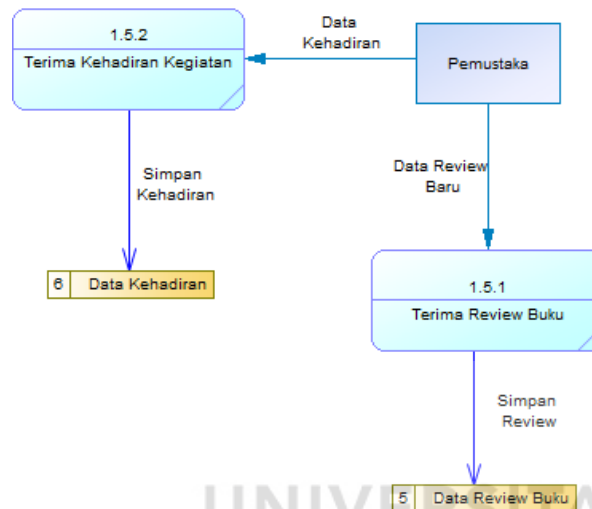 1.5.2
Terima Kehadiran Kegiatan
Data
Kehadiran
Pemustaka
Simpan
Kehadiran
Data Review
Baru
6 Data Kehadiran
1.5.1
Terima Review Buku
Simpan
Review
5 Data Review Buku